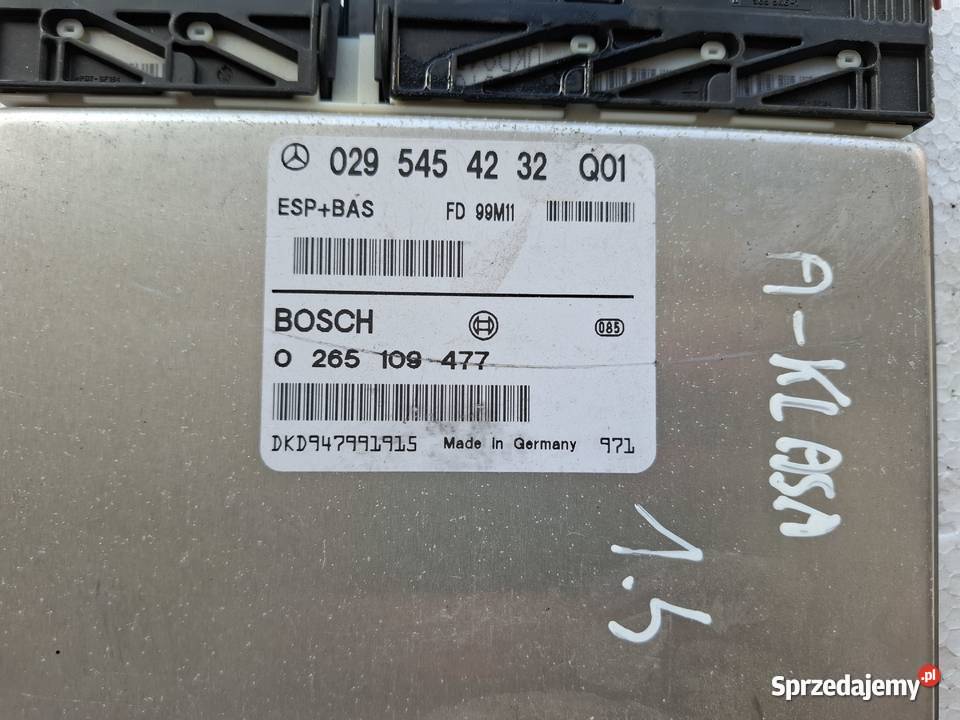 029 545 42 32 Q01
ESP+BAS FD 99M11
BOSCH 085
0 265 109 477
DKD947991915 Made in Germany 971
A-KLASA
1.5
Sprzedajemy.pl